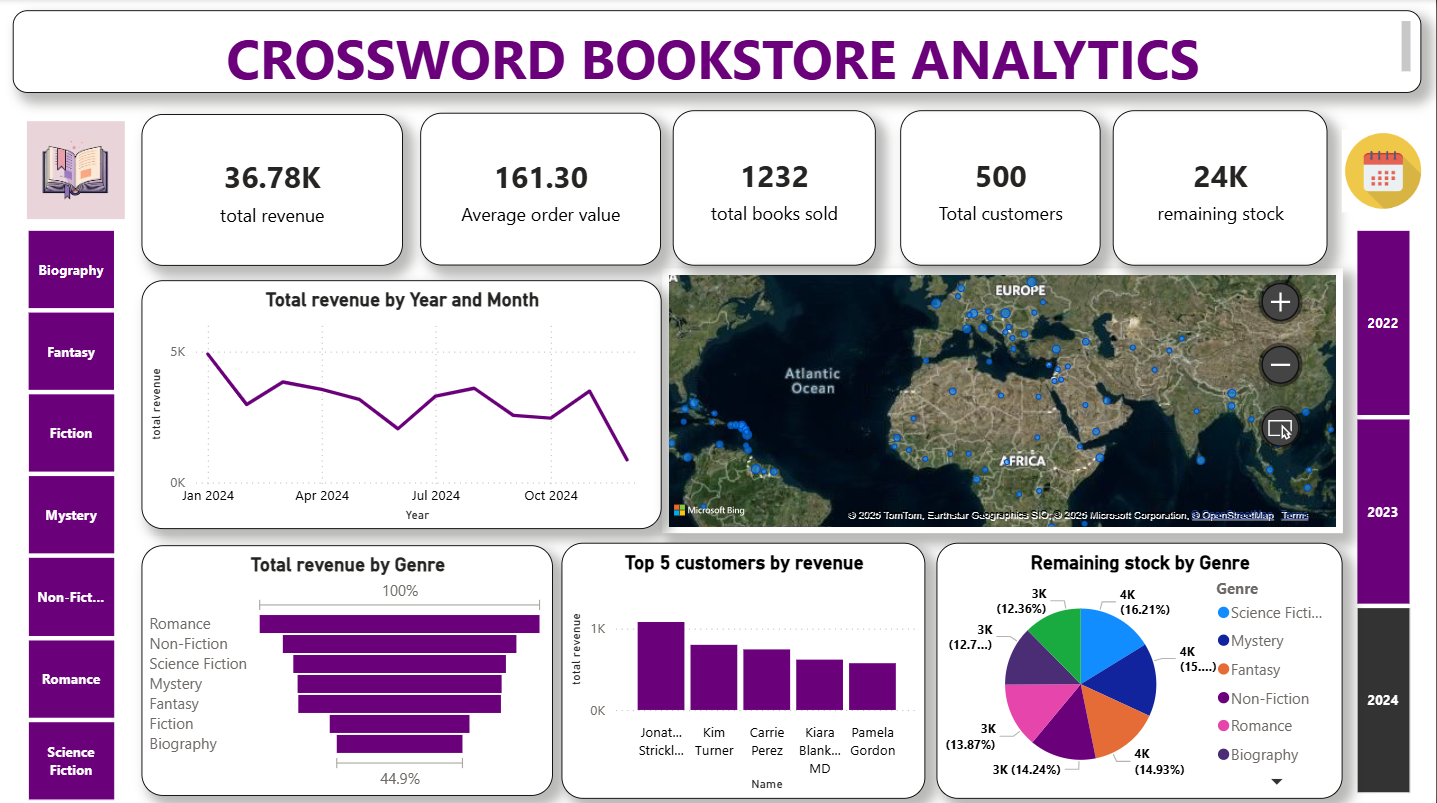 CROSSWORD BOOKSTORE ANALYTICS
36.78K
total revenue
161.30
Average order value
1232
total books sold
500
Total customers
24K
remaining stock
Biography
Fantasy
Fiction
Mystery
Non-Fict...
Romance
Science
Fiction
2022
2023
2024
Total revenue by Year and Month
total revenue
5K
0K
Jan 2024
Apr 2024
Jul 2024
Oct 2024
Year
EUROPE
Atlantic
Ocean
AFRICA
Microsoft Bing
© 2025 TomTom, Earthstar Geographics SIO, © 2025 Microsoft Corporation, © OpenStreetMap Terms
Total revenue by Genre
100%
Romance
Non-Fiction
Science Fiction
Mystery
Fantasy
Fiction
Biography
44.9%
Top 5 customers by revenue
total revenue
1K
0K
Jonat...
Strickl...
Kim
Turner
Carrie
Perez
Kiara
Blank...
MD
Pamela
Gordon
Name
Remaining stock by Genre
3K
(12.36%)
4K
(16.21%)
3K
(12.7...)
4K
(15....)
3K
(13.87%)
3K (14.24%)
4K
(14.93%)
Genre
Science Ficti...
Mystery
Fantasy
Non-Fiction
Romance
Biography